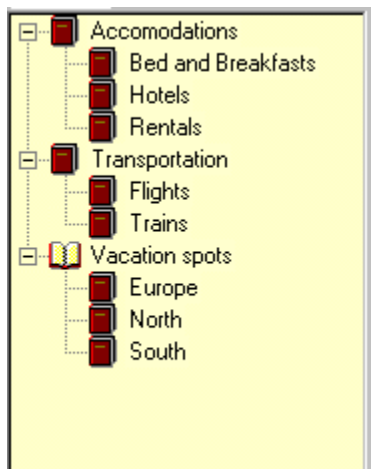 Accomodations
Bed and Breakfasts
Hotels
Rentals
Transportation
Flights
Trains
Vacation spots
Europe
North
South